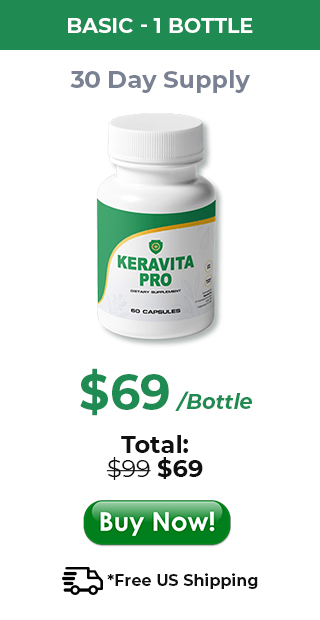 BASIC - 1 BOTTLE
30 Day Supply
KERAVITA
PRO
DIETARY SUPPLEMENT
60 CAPSULES
$69 /Bottle
Total:
$99 $69
Buy Now!
*Free US Shipping